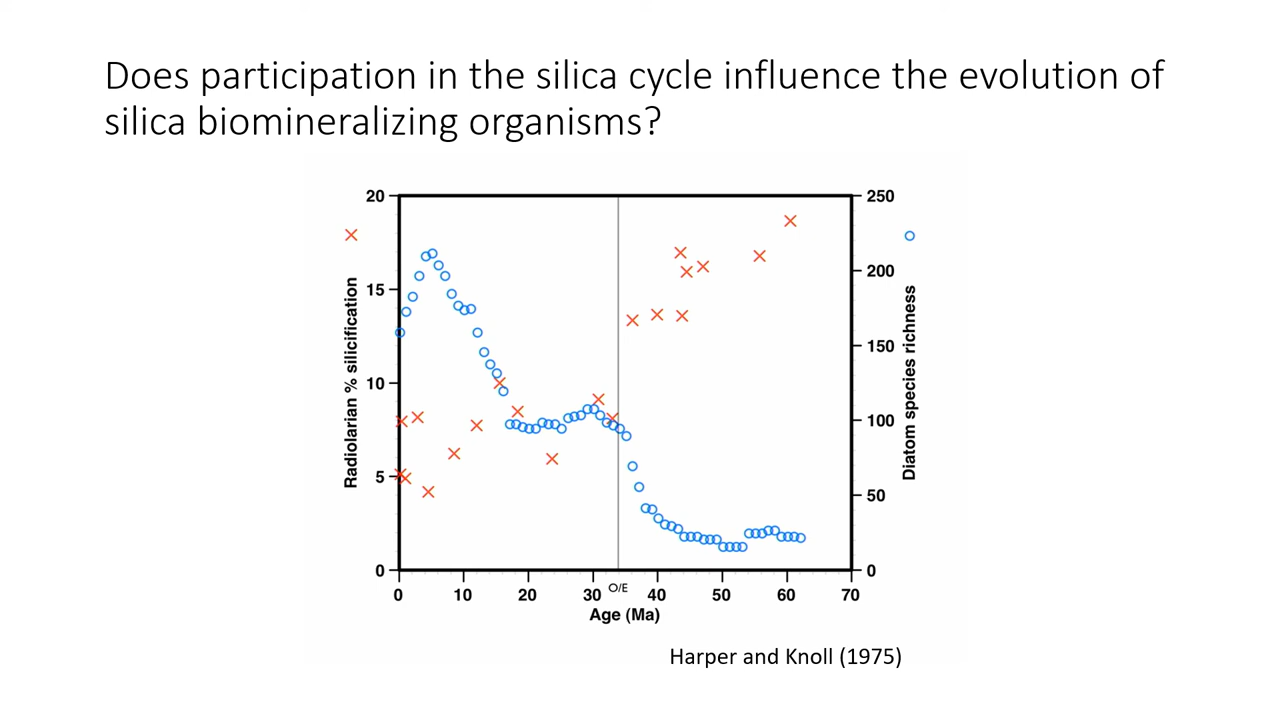 Does participation in the silica cycle influence the evolution of
silica biomineralizing organisms?
20
15
10
5
0
Radiolarian % silicification
250
200
150
100
50
0
Diatom species richness
0 10 20 30 O/E 40 50 60 70
Age (Ma)
Harper and Knoll (1975)